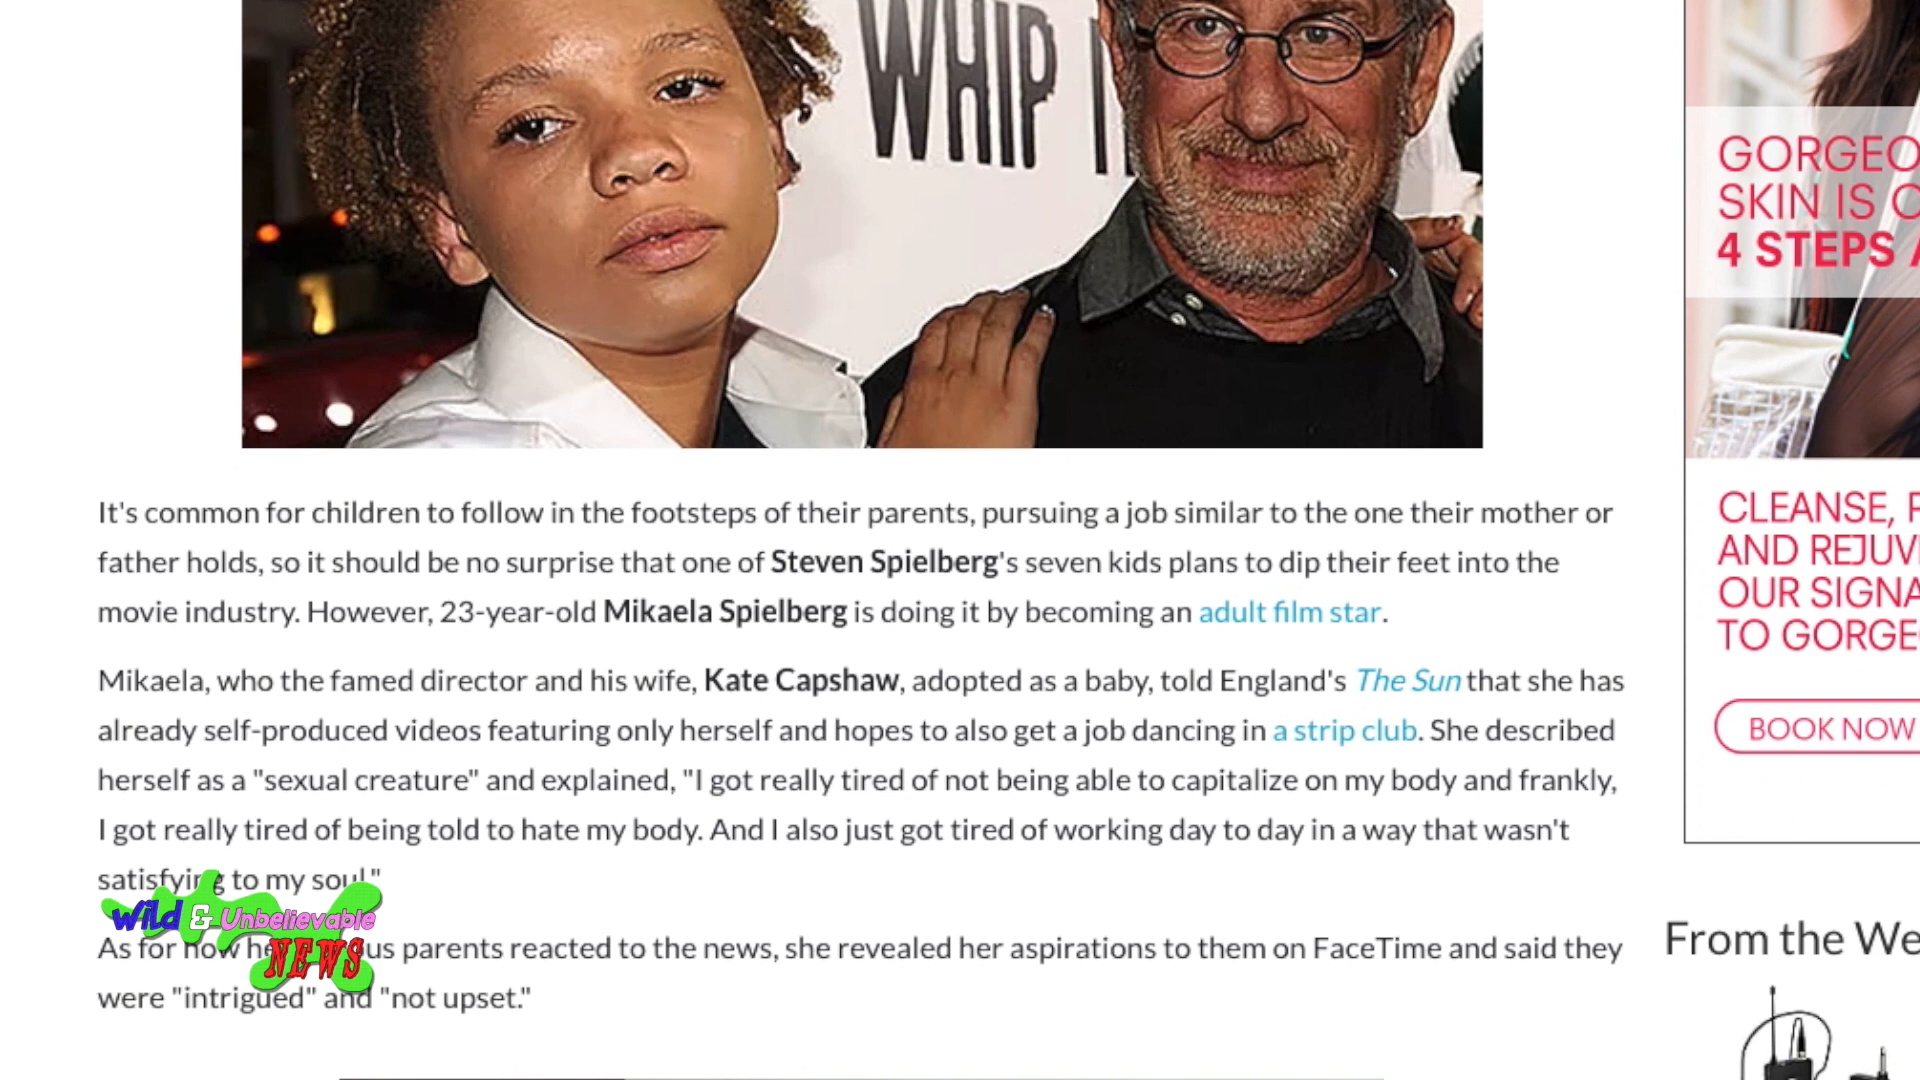 WHIP
GORGEO
SKIN IS
4 STEPS
It's common for children to follow in the footsteps of their parents, pursuing a job similar to the one their mother or
father holds, so it should be no surprise that one of Steven Spielberg's seven kids plans to dip their feet into the
movie industry. However, 23-year-old Mikaela Spielberg is doing it by becoming an adult film star.
Mikaela, who the famed director and his wife, Kate Capshaw, adopted as a baby, told England's The Sun that she has
already self-produced videos featuring only herself and hopes to also get a job dancing in a strip club. She described
herself as a "sexual creature" and explained, "I got really tired of not being able to capitalize on my body and frankly,
I got really tired of being told to hate my body. And I also just got tired of working day to day in a way that wasn't
satisfying to my soul."
Wild & Unbelievable
NEWS
As for how he us parents reacted to the news, she revealed her aspirations to them on FaceTime and said they
were "intrigued" and "not upset."
CLEANSE,
AND REJUV
OUR SIGNA
TO GORGE
BOOK NOW
From the We